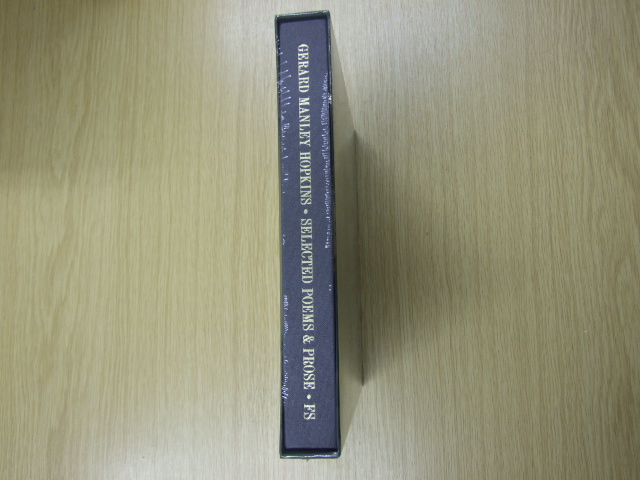 GERARD MANLEY HOPKINS • SELECTED POEMS & PROSE • FS